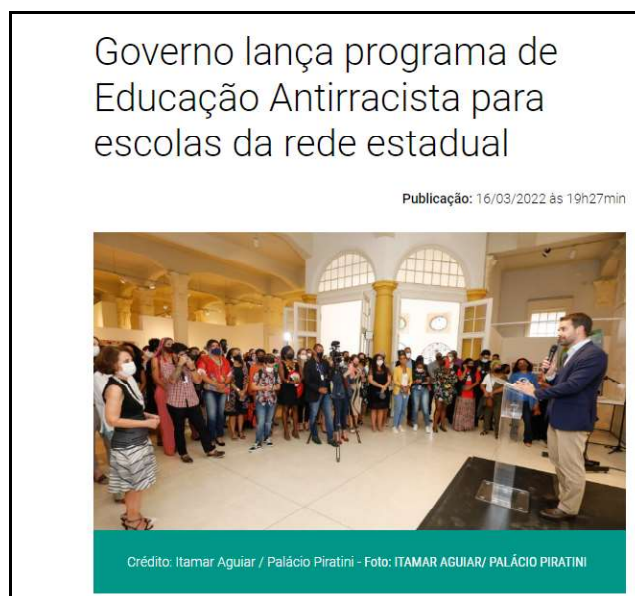 Governo lança programa de
Educação Antirracista para
escolas da rede estadual
Publicação: 16/03/2022 às 19h27min
Crédito: Itamar Aguiar / Palácio Piratini - Foto: ITAMAR AGUIAR/ PALÁCIO PIRATINI